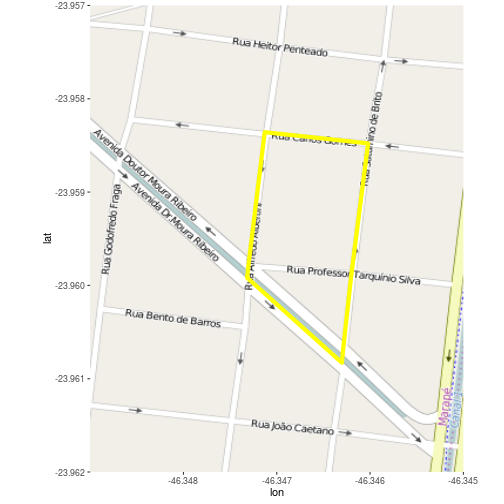 -23.957
-23.958
-23.959
-23.960
-23.961
-23.962
lat
Rua Heitor Penteado
Rua Carlos Gomes
Avenida Doutor Moura Ribeiro
Avenida Dr.Moura Ribeiro
Rua Godofredo Fraga
Rua Professor Tarquínio Silva
Rua Bento de Barros
Rua João Caetano
Rua
no de Brito
Rua Alfredo
Marapé
Canal 1
-46.348
-46.347
-46.346
-46.345
lon